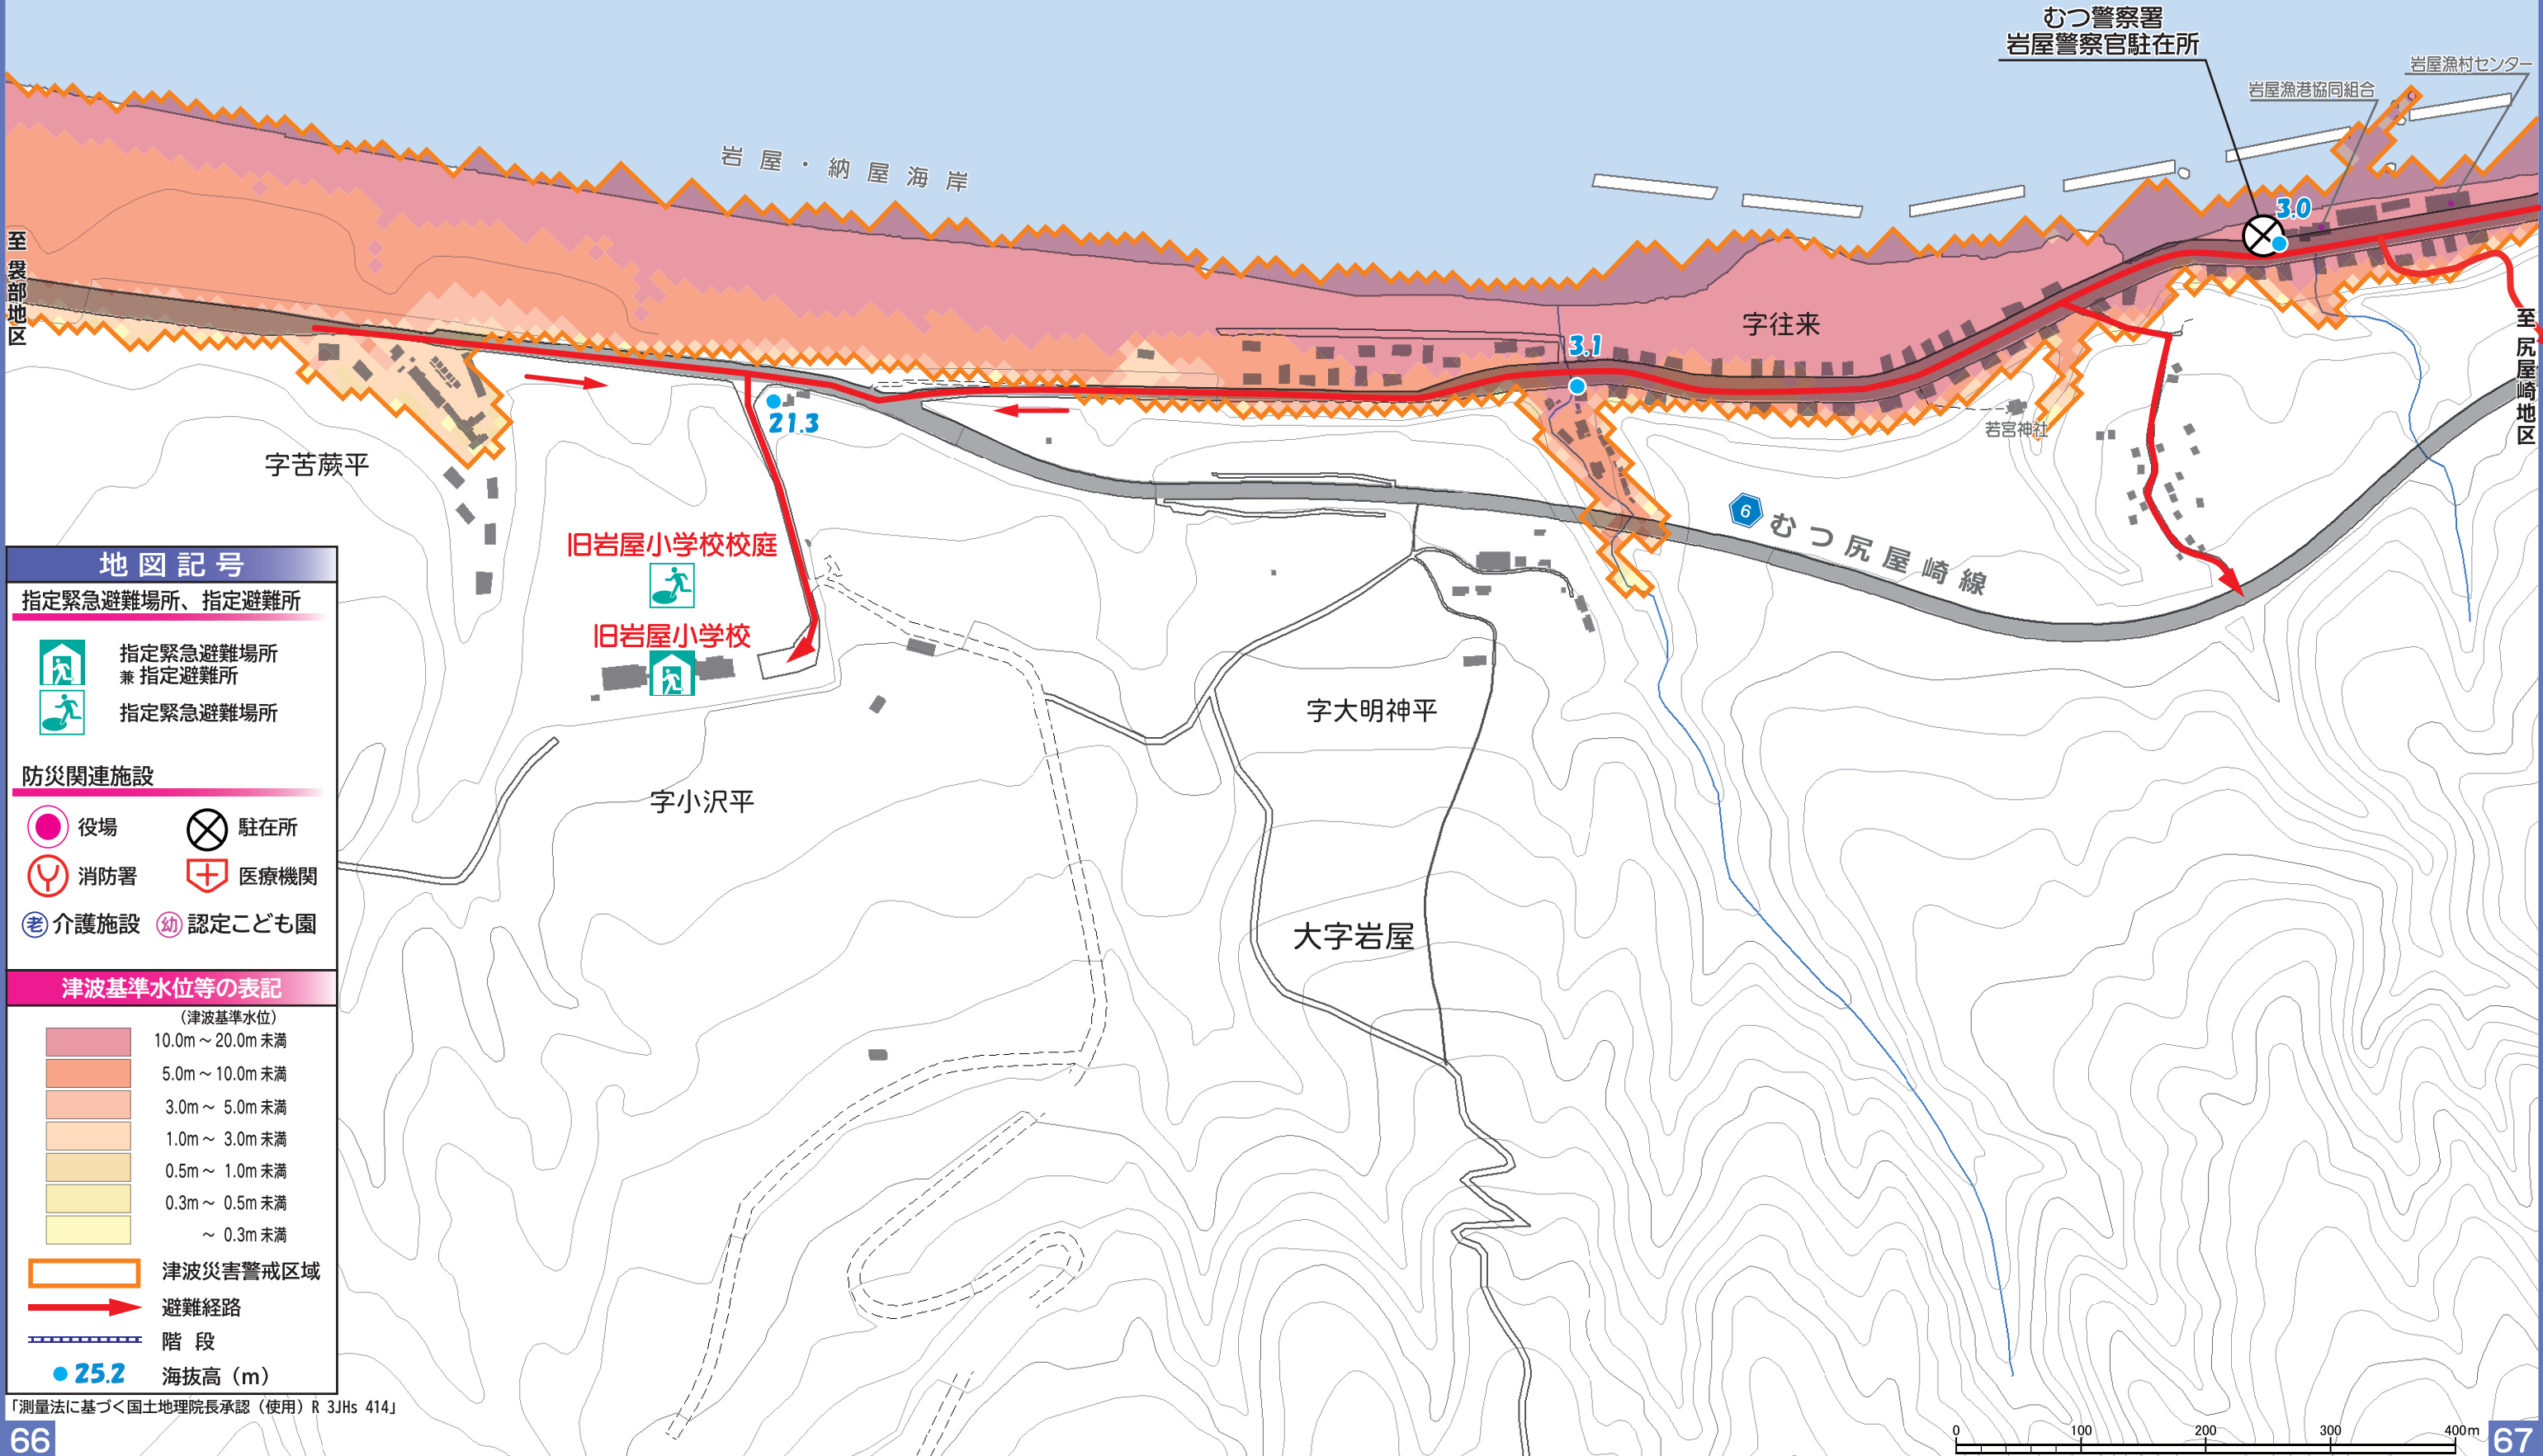 むつ警察署
岩屋警察官駐在所
岩屋漁村センター
岩屋漁港協同組合
3.0
岩屋・納屋海岸
至 袰部地区
至 尻屋崎地区
字往来
3.1
21.3
若宮神社
字苫蕨平
6
むつ尻屋崎線
旧岩屋小学校校庭
旧岩屋小学校
字大明神平
字小沢平
大字岩屋
地図記号
指定緊急避難場所、指定避難所
指定緊急避難場所
兼 指定避難所
指定緊急避難場所
防災関連施設
役場
駐在所
消防署
医療機関
老 介護施設
幼 認定こども園
津波基準水位等の表記
（津波基準水位）
10.0m～20.0m未満
5.0m～10.0m未満
3.0m～ 5.0m未満
1.0m～ 3.0m未満
0.5m～ 1.0m未満
0.3m～ 0.5m未満
～ 0.3m未満
津波災害警戒区域
避難経路
階 段
25.2 海抜高（m）
「測量法に基づく国土地理院長承認（使用）R 3JHs 414」
66
0 100 200 300 400m
67